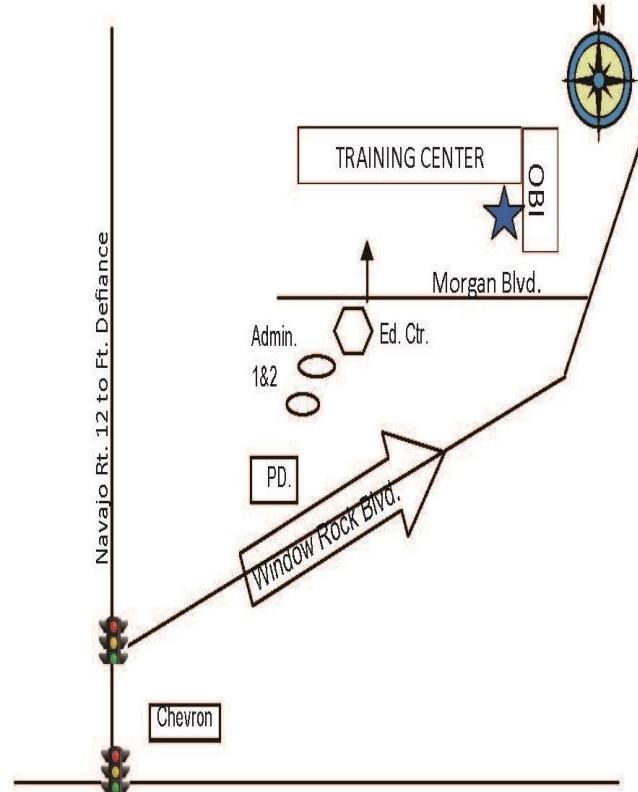 N
TRAINING CENTER
OBI
Morgan Blvd.
Admin.
1&2
Ed. Ctr.
Navajo Rt. 12 to Ft. Defiance
PD.
Window Rock Blvd.
Chevron